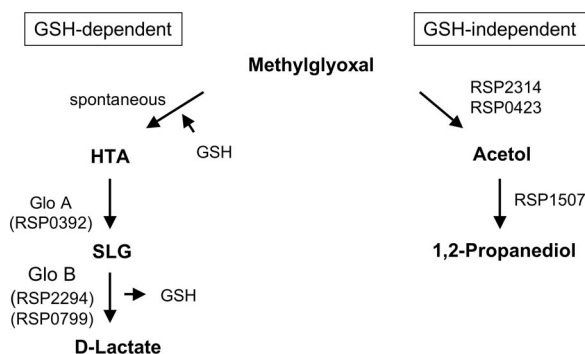 GSH-dependent
GSH-independent
Methylglyoxal
spontaneous
RSP2314
RSP0423
HTA
GSH
Acetol
Glo A
(RSP0392)
RSP1507
SLG
1,2-Propanediol
Glo B
(RSP2294)
GSH
(RSP0799)
D-Lactate